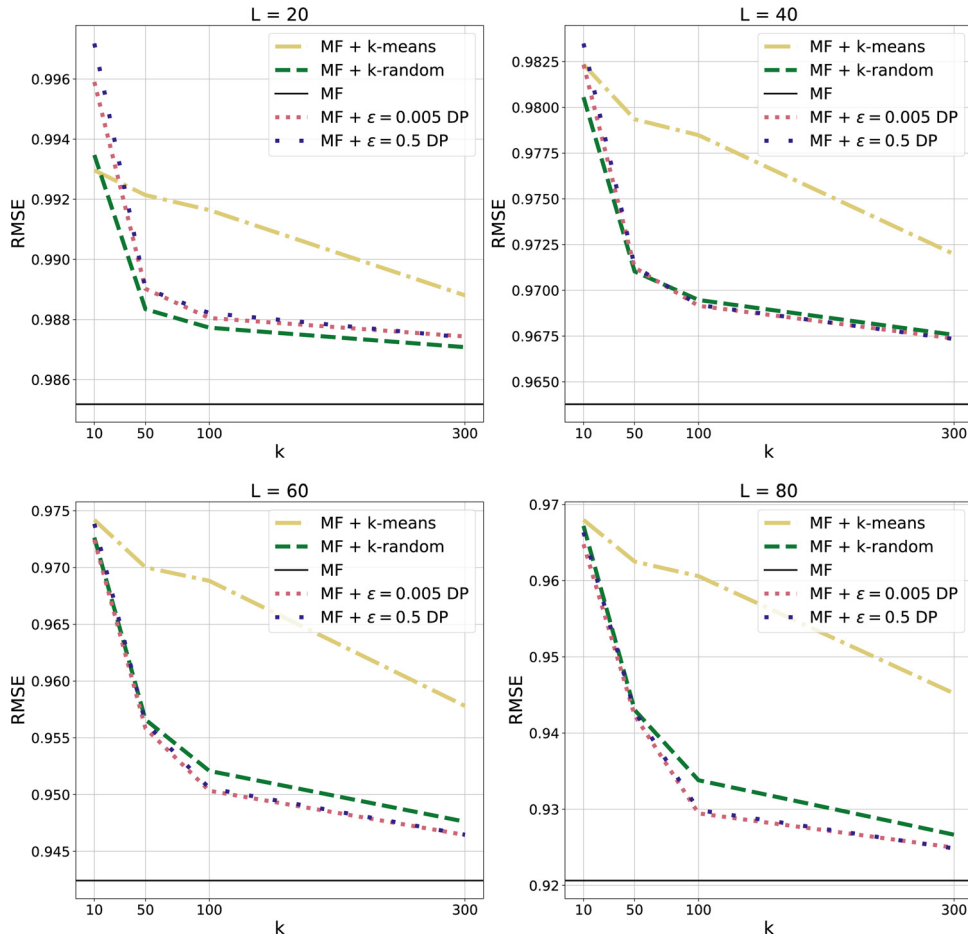 L = 20
0.996
0.994
0.992
0.990
0.988
0.986
RMSE
MF + k-means
MF + k-random
MF
MF + ε = 0.005 DP
MF + ε = 0.5 DP
10 50 100 300
k
L = 40
0.9825
0.9800
0.9775
0.9750
0.9725
0.9700
0.9675
0.9650
RMSE
MF + k-means
MF + k-random
MF
MF + ε = 0.005 DP
MF + ε = 0.5 DP
10 50 100 300
k
L = 60
0.975
0.970
0.965
0.960
0.955
0.950
0.945
RMSE
MF + k-means
MF + k-random
MF
MF + ε = 0.005 DP
MF + ε = 0.5 DP
10 50 100 300
k
L = 80
0.97
0.96
0.95
0.94
0.93
0.92
RMSE
MF + k-means
MF + k-random
MF
MF + ε = 0.005 DP
MF + ε = 0.5 DP
10 50 100 300
k